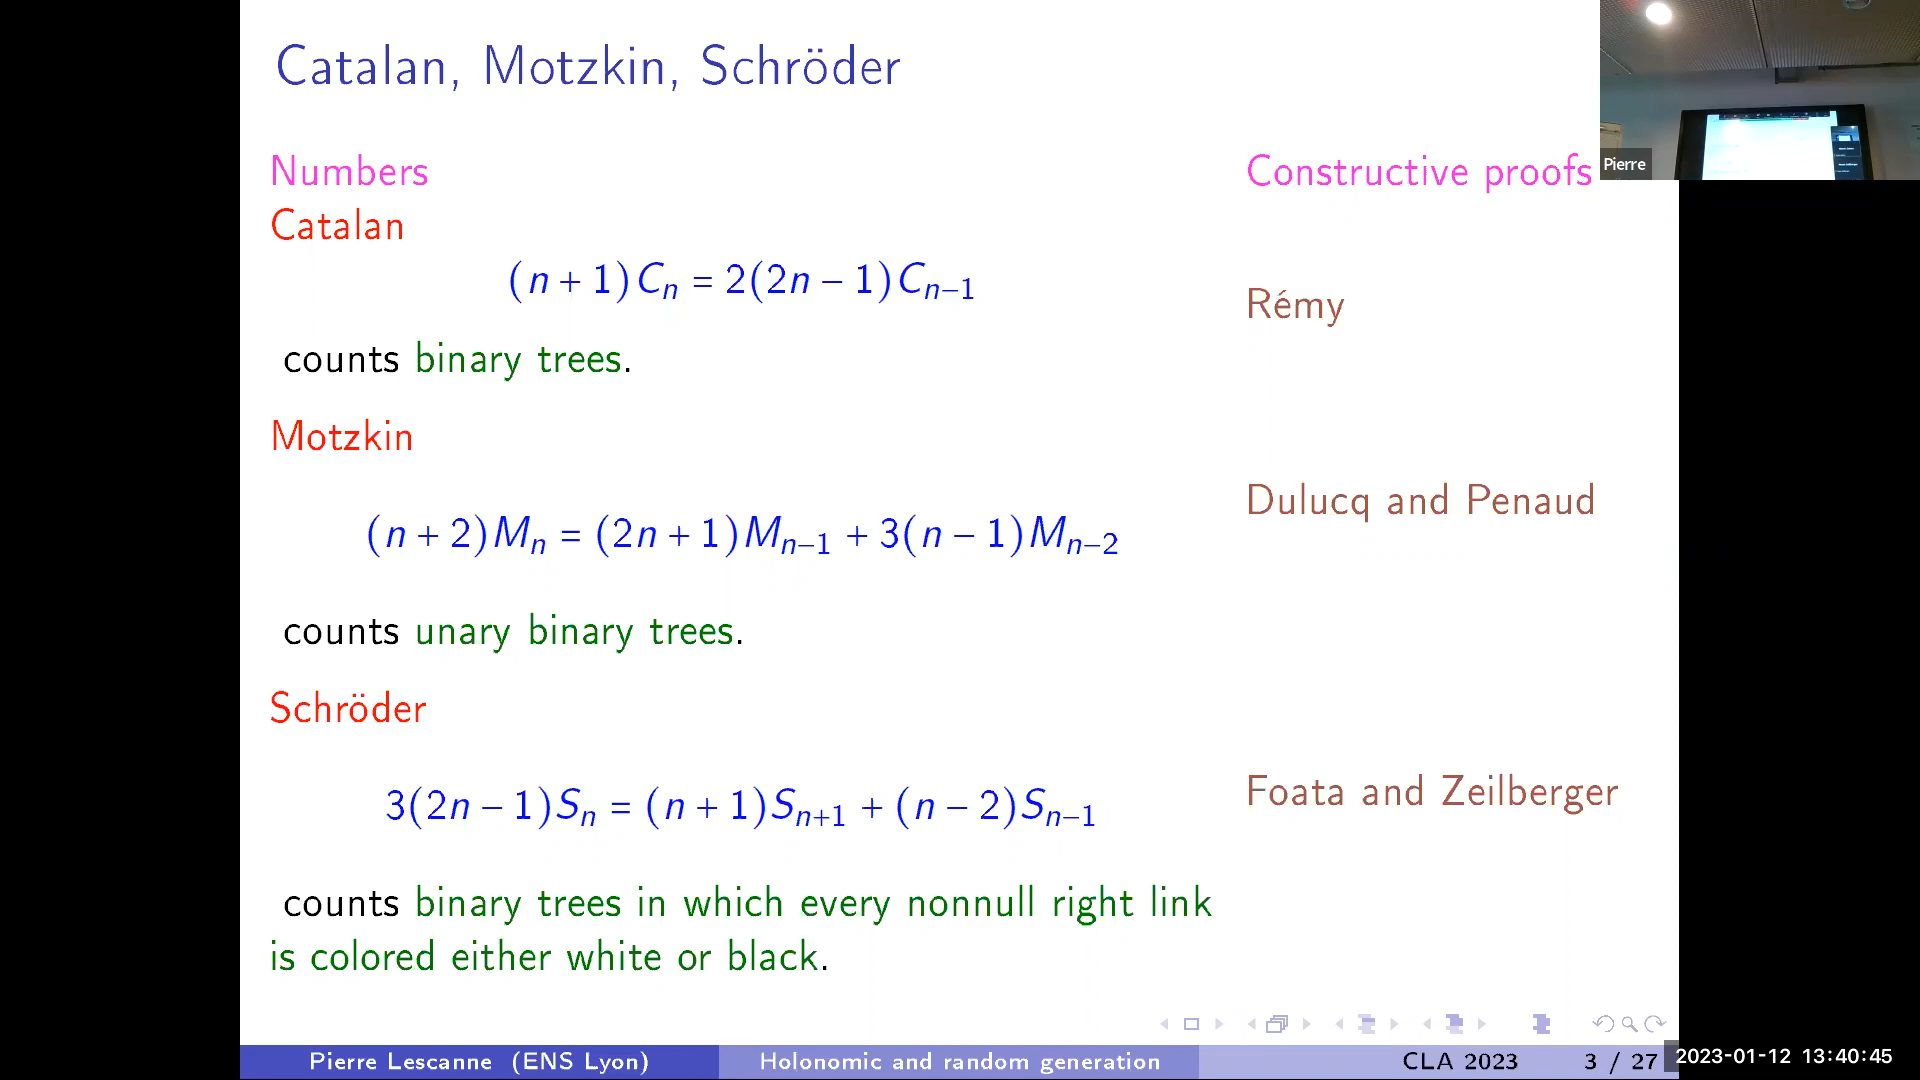 Catalan, Motzkin, Schröder
Numbers
Constructive proofs
Pierre
Catalan
(n + 1)Cₙ = 2(2n − 1)Cₙ₋₁
Rémy
counts binary trees.
Motzkin
Dulucq and Penaud
(n + 2)Mₙ = (2n + 1)Mₙ₋₁ + 3(n − 1)Mₙ₋₂
counts unary binary trees.
Schröder
Foata and Zeilberger
3(2n − 1)Sₙ = (n + 1)Sₙ₊₁ + (n − 2)Sₙ₋₁
counts binary trees in which every nonnull right link
is colored either white or black.
Pierre Lescanne (ENS Lyon) Holonomic and random generation CLA 2023 3 / 27
2023-01-12 13:40:45